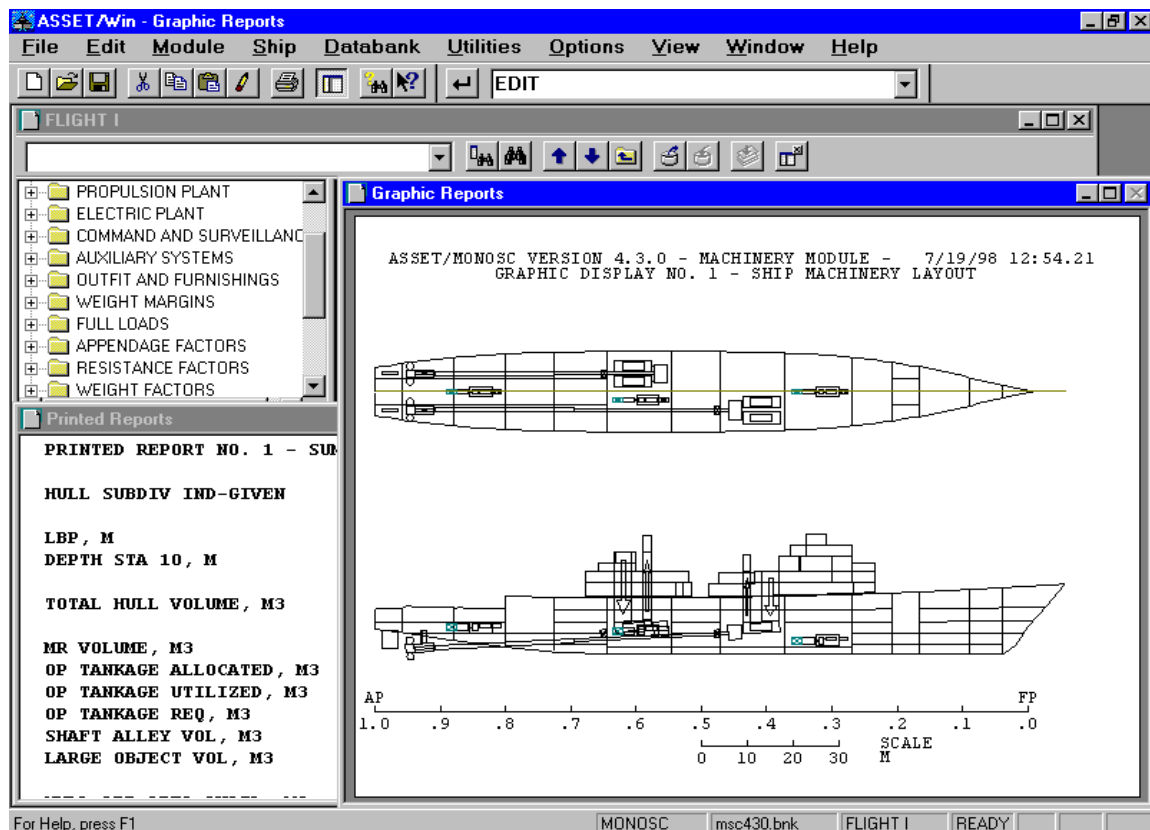 ASSET/Win - Graphic Reports
File Edit Module Ship Databank Utilities Options View Window Help
EDIT
FLIGHT I
PROPULSION PLANT
ELECTRIC PLANT
COMMAND AND SURVEILLANC
AUXILIARY SYSTEMS
OUTFIT AND FURNISHINGS
WEIGHT MARGINS
FULL LOADS
APPENDAGE FACTORS
RESISTANCE FACTORS
WEIGHT FACTORS
Printed Reports
PRINTED REPORT NO. 1 - SUM
HULL SUBDIV IND-GIVEN
LBP, M
DEPTH STA 10, M
TOTAL HULL VOLUME, M3
MR VOLUME, M3
OP TANKAGE ALLOCATED, M3
OP TANKAGE UTILIZED, M3
OP TANKAGE REQ, M3
SHAFT ALLEY VOL, M3
LARGE OBJECT VOL, M3
Graphic Reports
ASSET/MONOSC VERSION 4.3.0 - MACHINERY MODULE - 7/19/98 12:54.21
GRAPHIC DISPLAY NO. 1 - SHIP MACHINERY LAYOUT
AP FP
1.0 .9 .8 .7 .6 .5 .4 .3 .2 .1 .0
SCALE
0 10 20 30 M
For Help, press F1 MONOSC msc430.bnk FLIGHT I READY